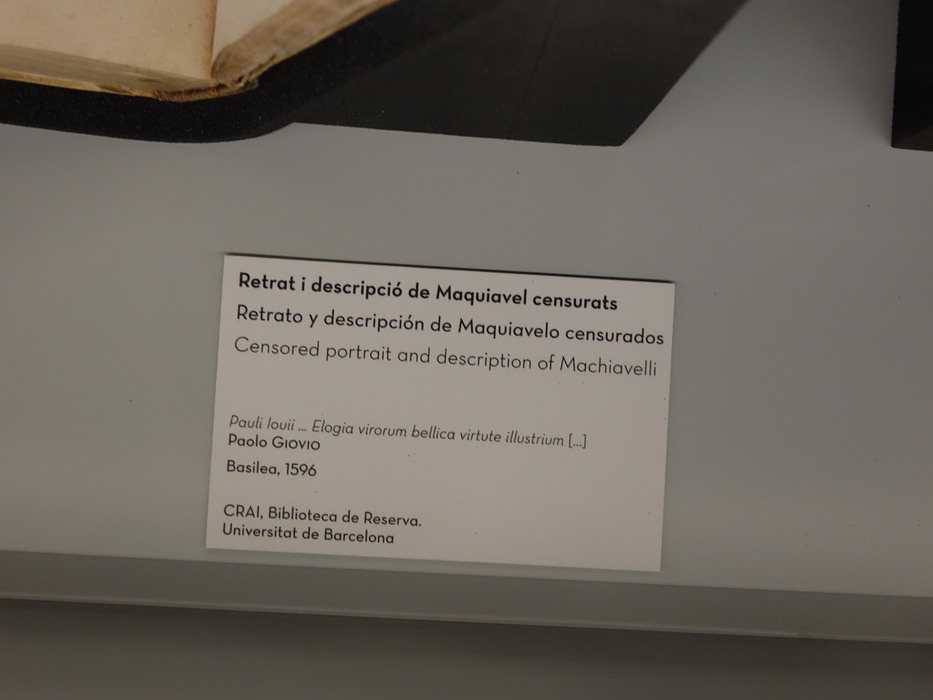 Retrat i descripció de Maquiavel censurats
Retrato y descripción de Maquiavelo censurados
Censored portrait and description of Machiavelli
Pauli Iouii ... Elogia virorum bellica virtute illustrium [...]
Paolo GIOVIO
Basilea, 1596
CRAI, Biblioteca de Reserva.
Universitat de Barcelona